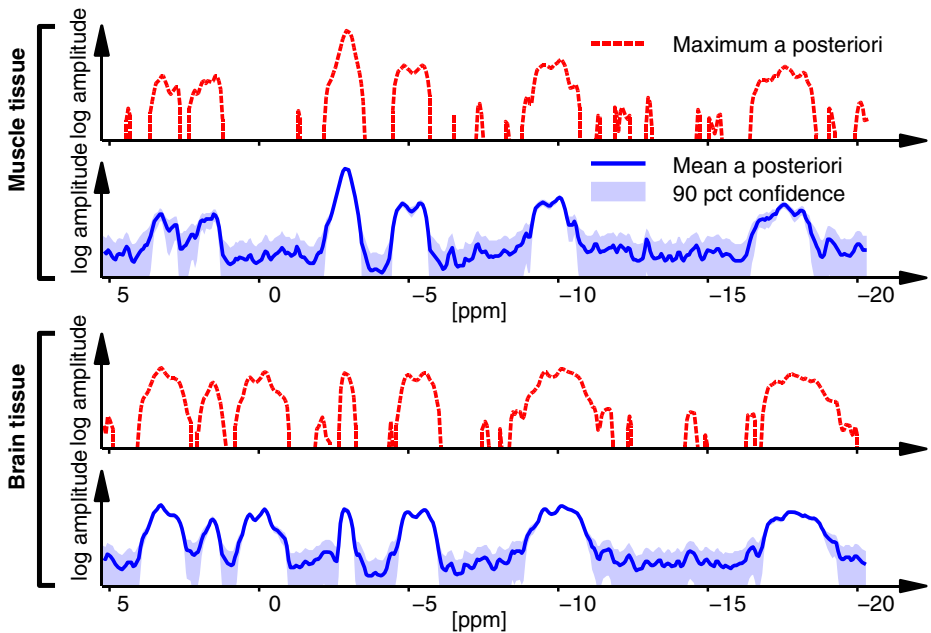 Muscle tissue
log amplitude
Maximum a posteriori
log amplitude
Mean a posteriori
90 pct confidence
5 0 −5 −10 −15 −20
[ppm]
Brain tissue
log amplitude
log amplitude
5 0 −5 −10 −15 −20
[ppm]